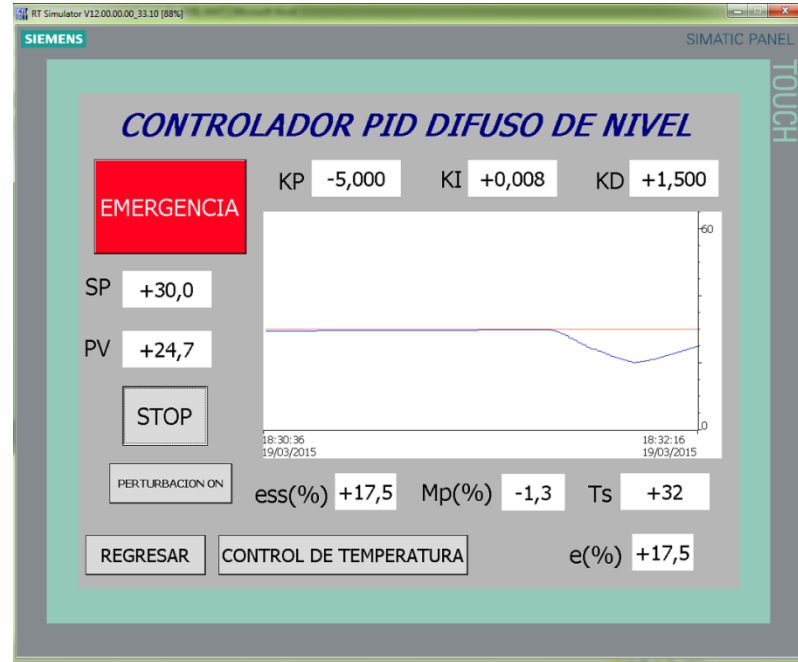 RT Simulator V12.00.00.00_33.10 [88%]
SIEMENS
SIMATIC PANEL
TOUCH
CONTROLADOR PID DIFUSO DE NIVEL
EMERGENCIA
KP -5,000 KI +0,008 KD +1,500
60
SP +30,0
PV +24,7
STOP
0
18:30:36
19/03/2015
18:32:16
19/03/2015
PERTURBACION ON
ess(%) +17,5 Mp(%) -1,3 Ts +32
REGRESAR CONTROL DE TEMPERATURA e(%) +17,5